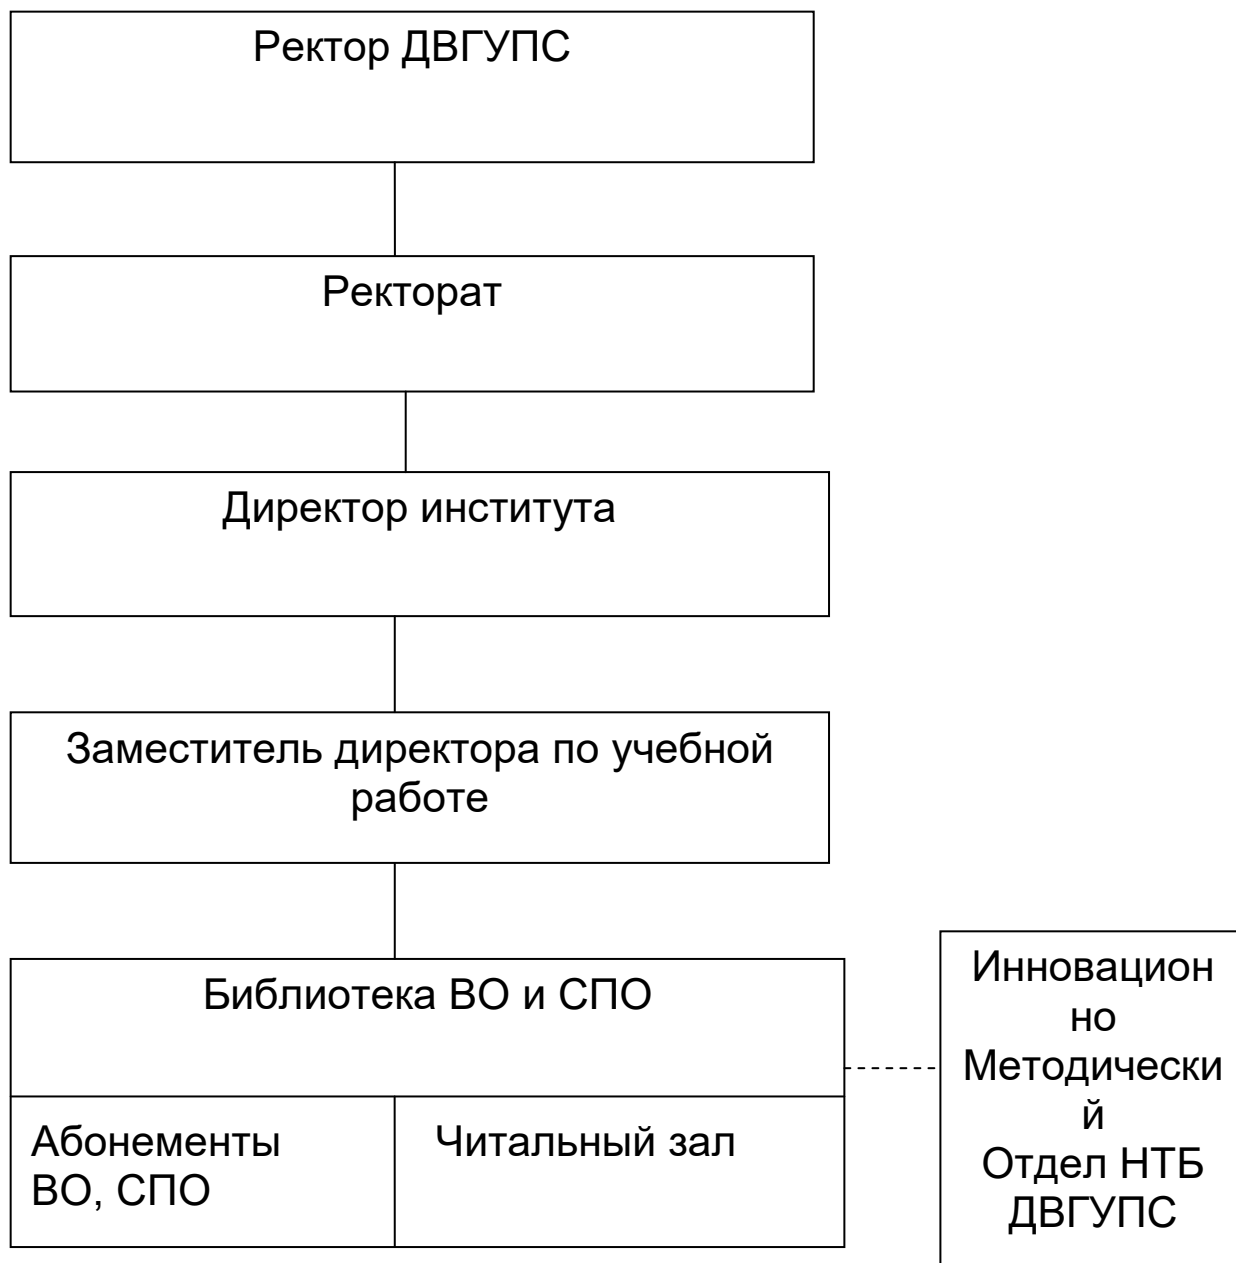 Ректор ДВГУПС
Ректорат
Директор института
Заместитель директора по учебной
работе
Библиотека ВО и СПО
Абонементы
ВО, СПО
Читальный зал
Инновацион
но
Методически
й
Отдел НТБ
ДВГУПС